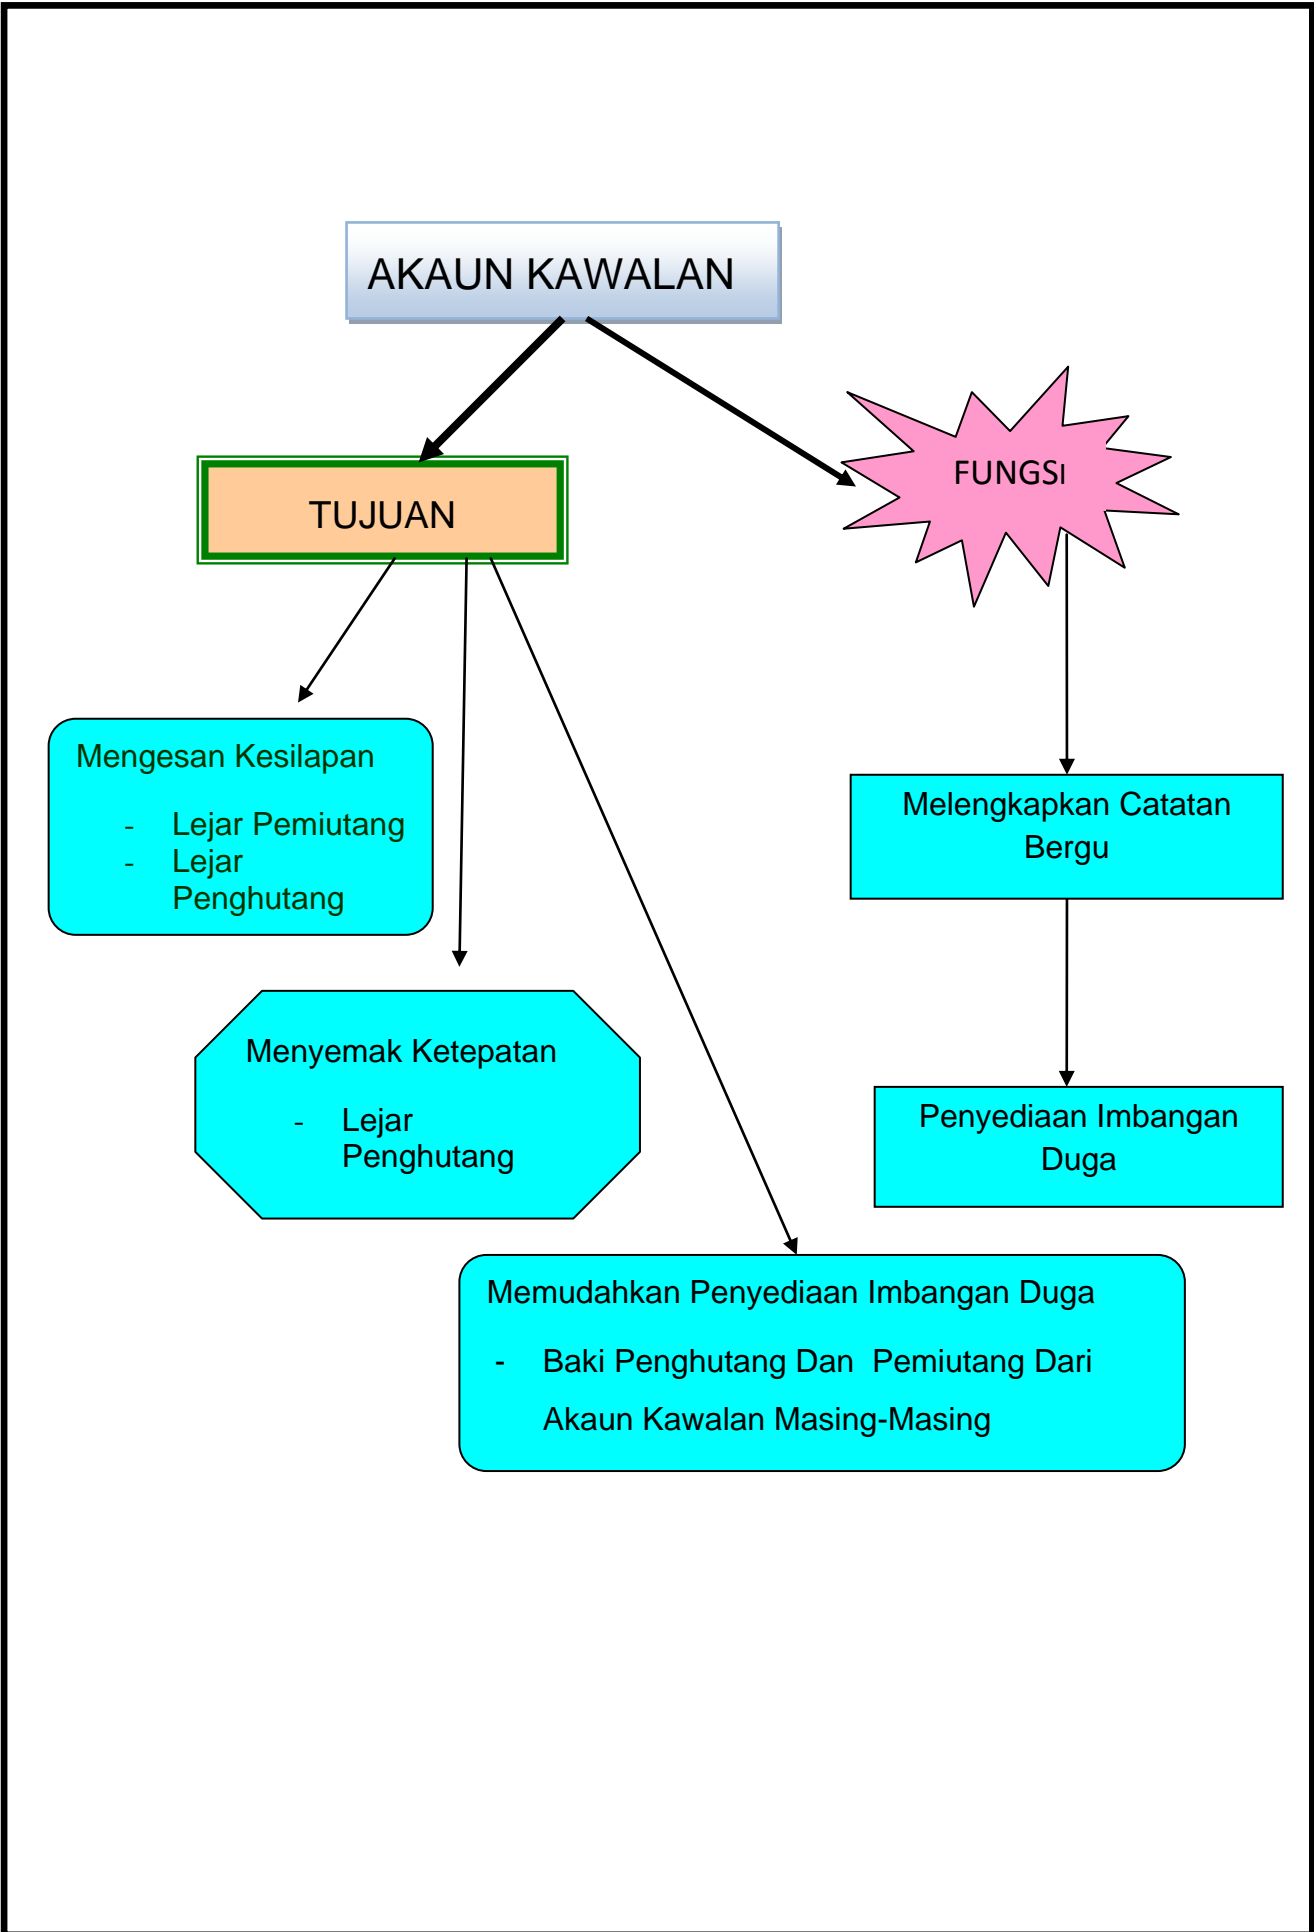 AKAUN KAWALAN
TUJUAN
FUNGSI
Mengesan Kesilapan
- Lejar Pemiutang
- Lejar
Penghutang
Melengkapkan Catatan
Bergu
Menyemak Ketepatan
- Lejar
Penghutang
Penyediaan Imbangan
Duga
Memudahkan Penyediaan Imbangan Duga
- Baki Penghutang Dan Pemiutang Dari
Akaun Kawalan Masing-Masing